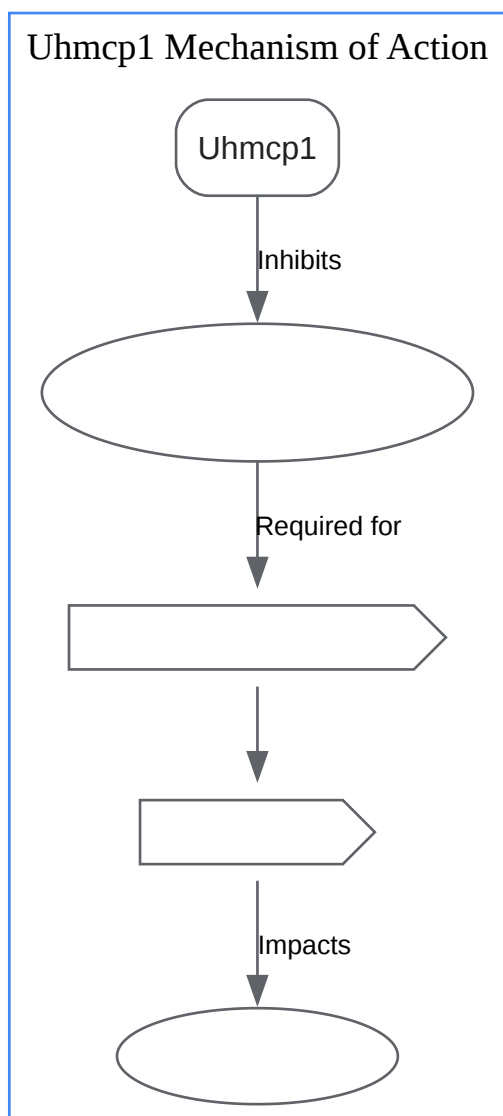 Uhmcp1 Mechanism of Action
Uhmcp1
Inhibits
Required for
Impacts